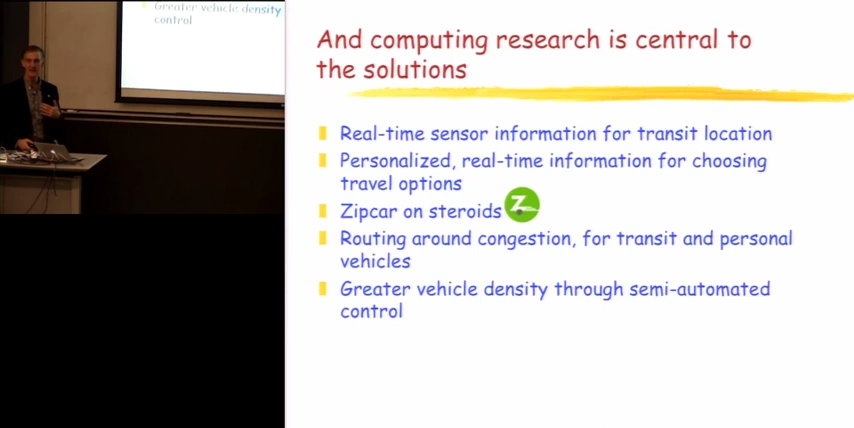 Greater vehicle density
control
And computing research is central to
the solutions
Real-time sensor information for transit location
Personalized, real-time information for choosing
travel options
Zipcar on steroids
Z
Routing around congestion, for transit and personal
vehicles
Greater vehicle density through semi-automated
control